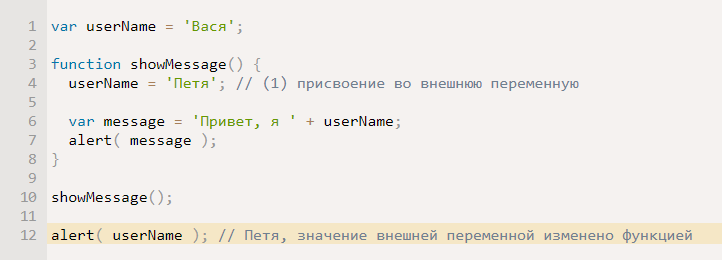 1 var userName = 'Вася';
2
3 function showMessage() {
4   userName = 'Петя'; // (1) присвоение во внешнюю переменную
5
6   var message = 'Привет, я ' + userName;
7   alert( message );
8 }
9
10 showMessage();
11
12 alert( userName ); // Петя, значение внешней переменной изменено функцией